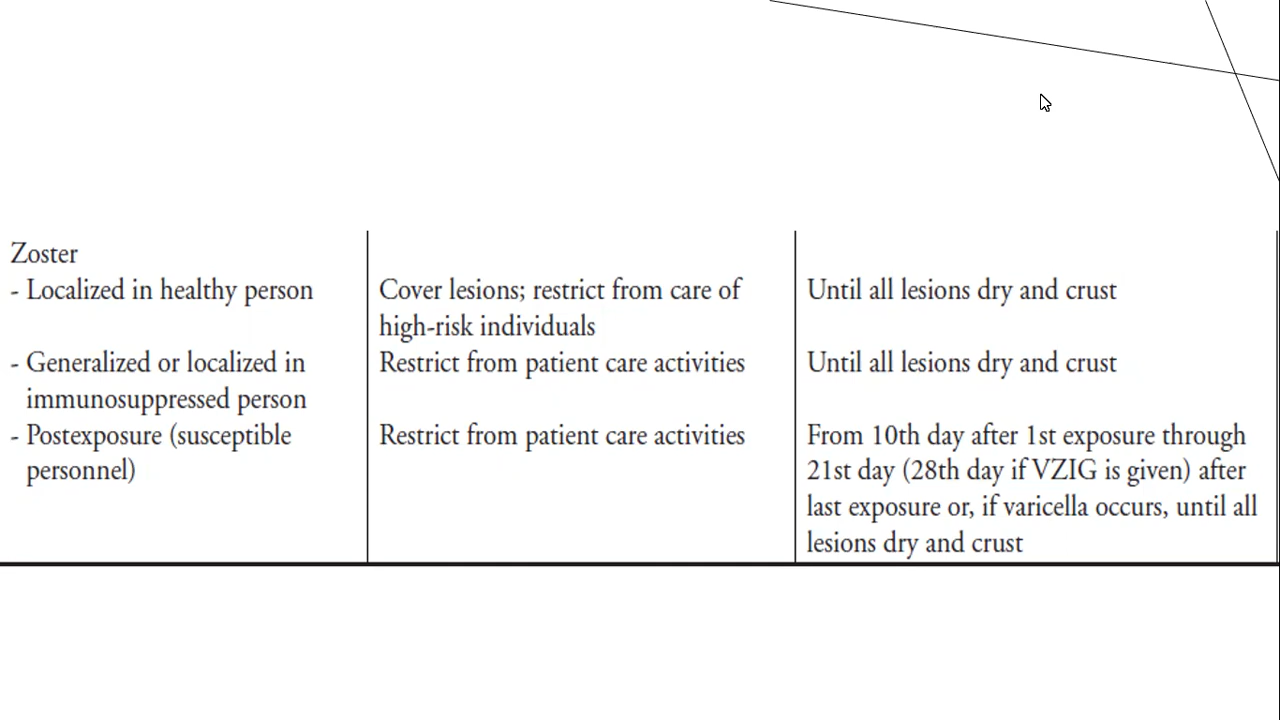 Zoster
- Localized in healthy person
Cover lesions; restrict from care of
high-risk individuals
Until all lesions dry and crust
- Generalized or localized in
immunosuppressed person
Restrict from patient care activities
Until all lesions dry and crust
- Postexposure (susceptible
personnel)
Restrict from patient care activities
From 10th day after 1st exposure through
21st day (28th day if VZIG is given) after
last exposure or, if varicella occurs, until all
lesions dry and crust